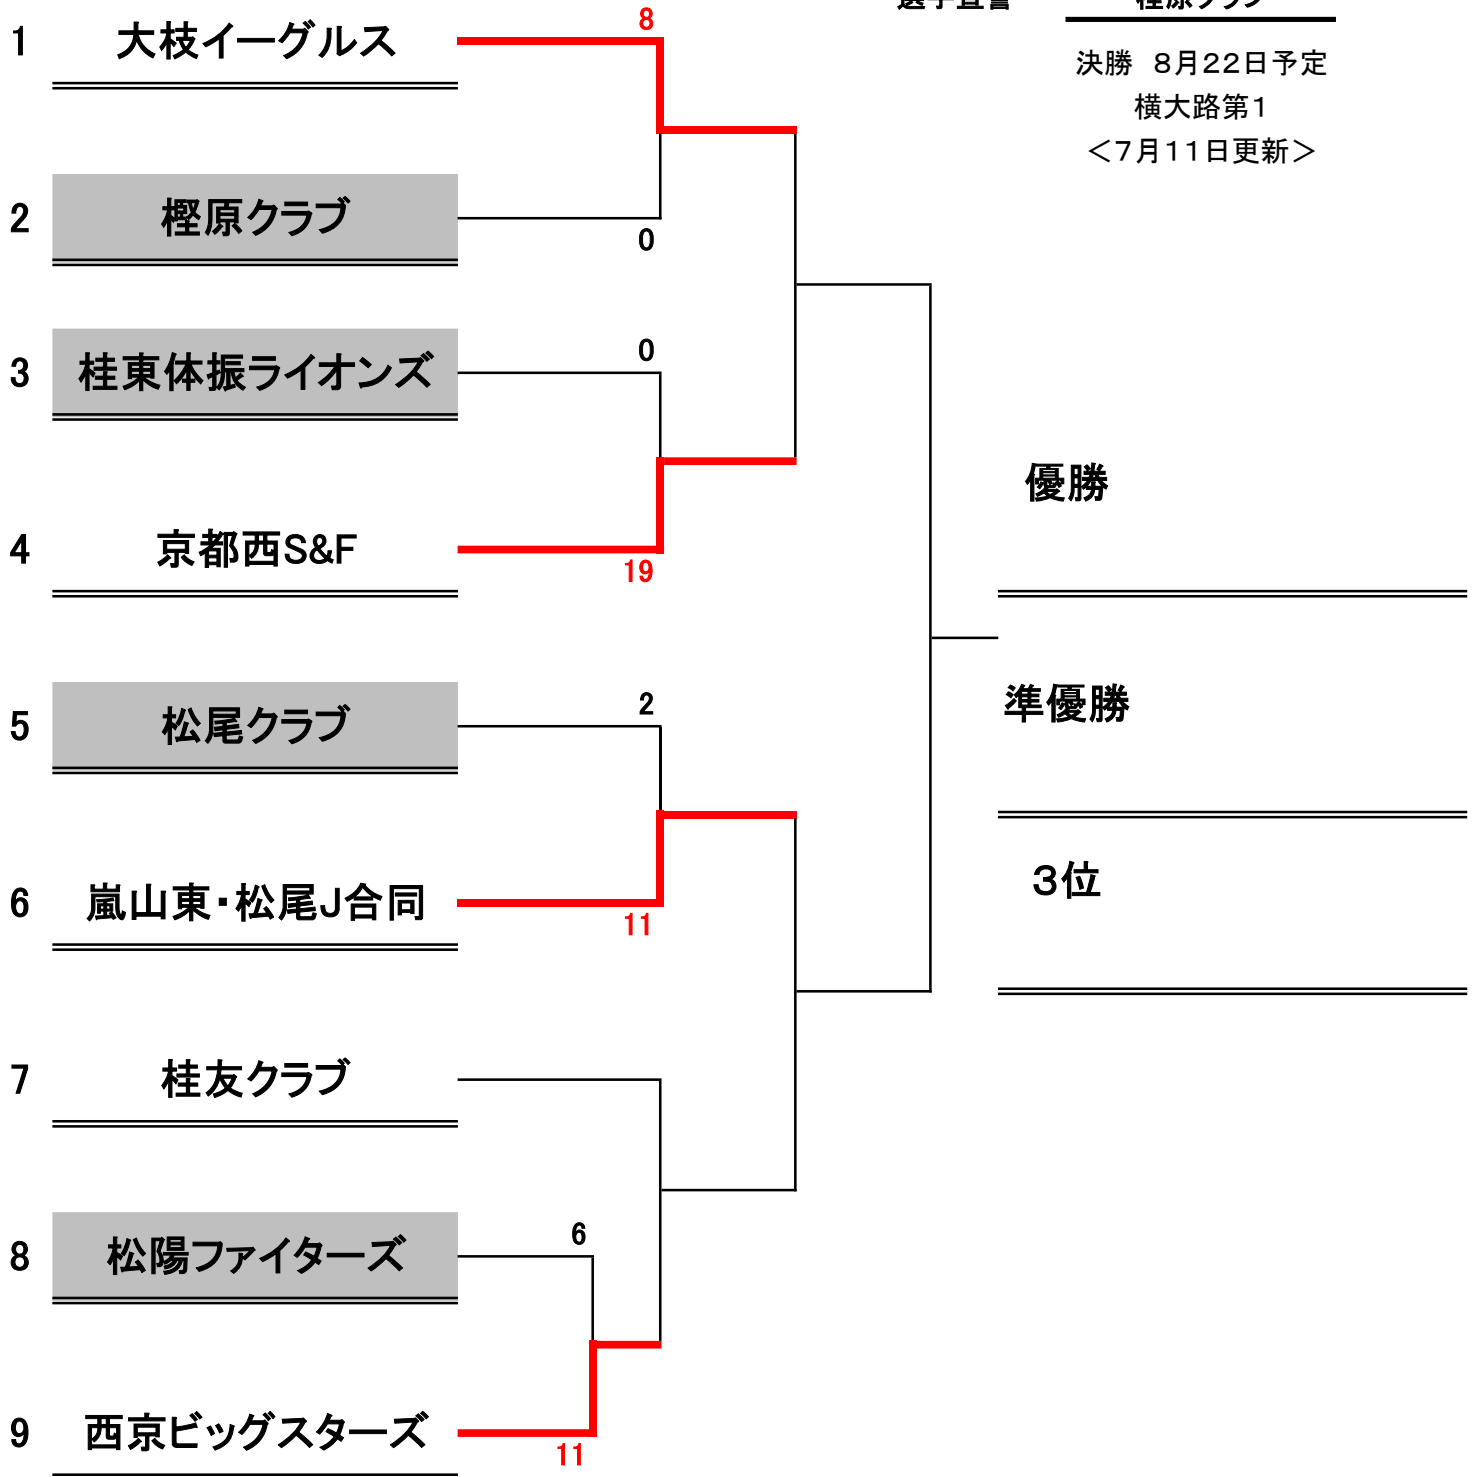 8
1 大枝イーグルス
決勝 8月22日予定
横大路第1
<7月11日更新>
2 樫原クラブ
0
0
3 桂東体振ライオンズ
優勝
4 京都西S&F
19
2
5 松尾クラブ
準優勝
3位
6 嵐山東・松尾J合同
11
7 桂友クラブ
6
8 松陽ファイターズ
9 西京ビッグスターズ
11